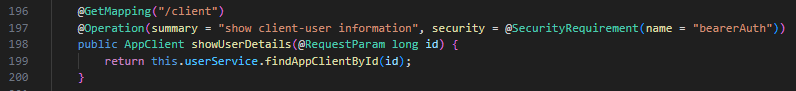 196 @GetMapping("/client")
197 @Operation(summary = "show client-user information", security = @SecurityRequirement(name = "bearerAuth"))
198 public AppClient showUserDetails(@RequestParam long id) {
199 return this.userService.findAppClientById(id);
200 }